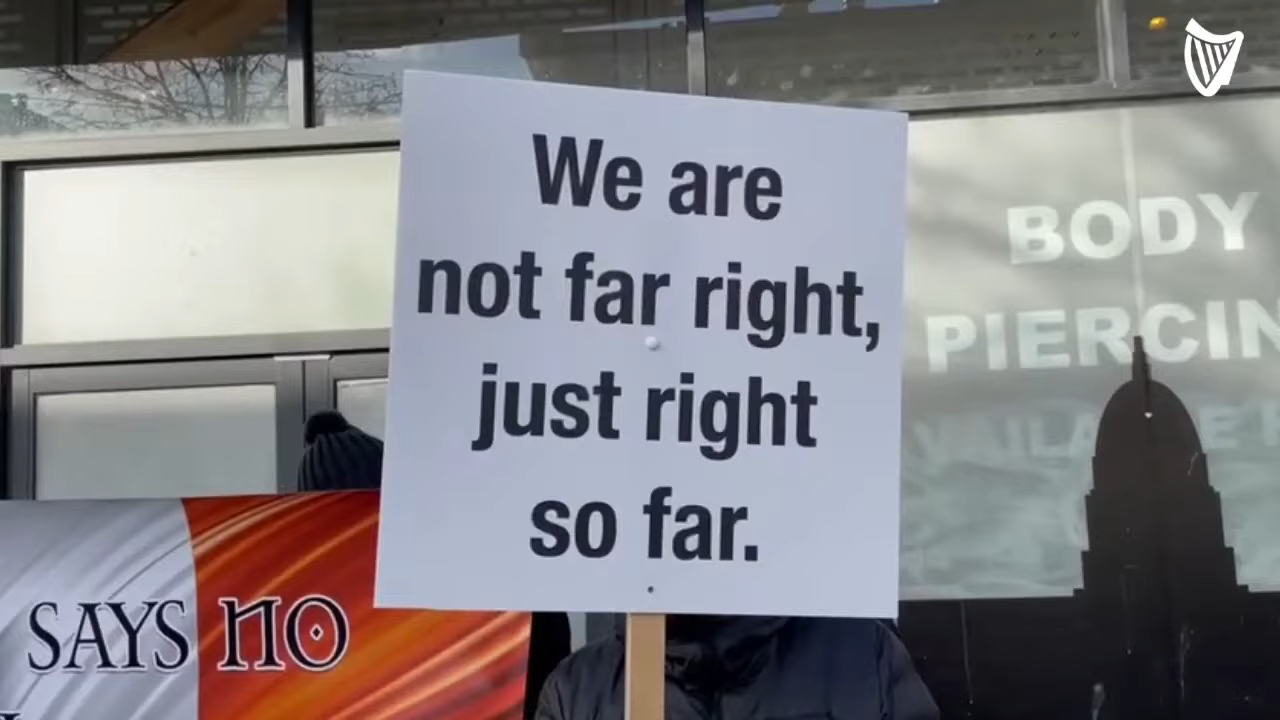 We are
not far right,
just right
so far.
BODY
PIERCIN
SAYS NO